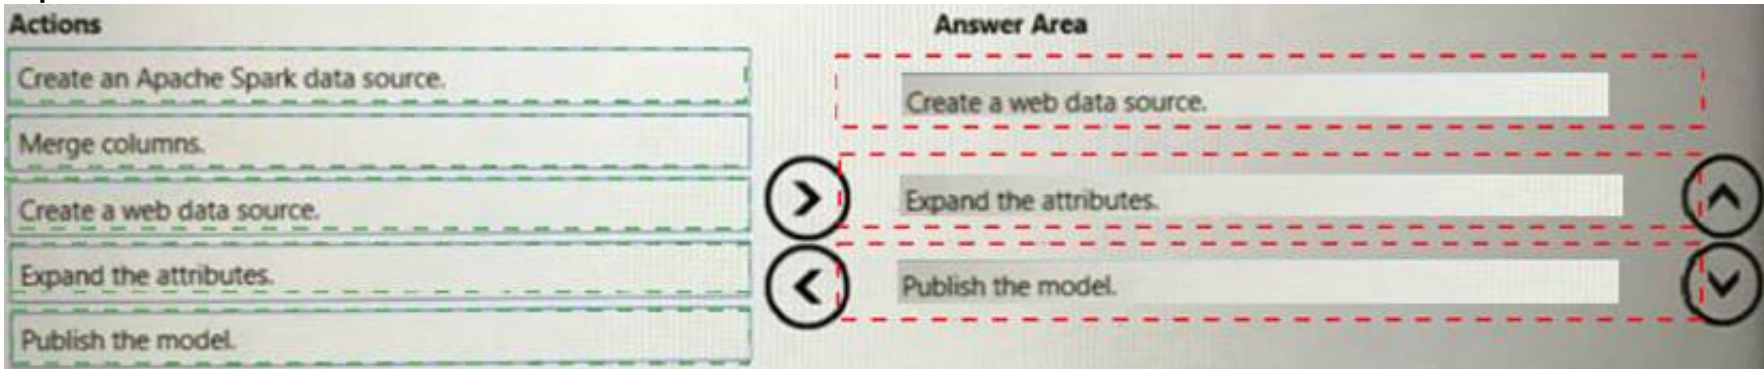 Actions
Create an Apache Spark data source.
Merge columns.
Create a web data source.
Expand the attributes.
Publish the model.
Answer Area
Create a web data source.
Expand the attributes.
Publish the model.